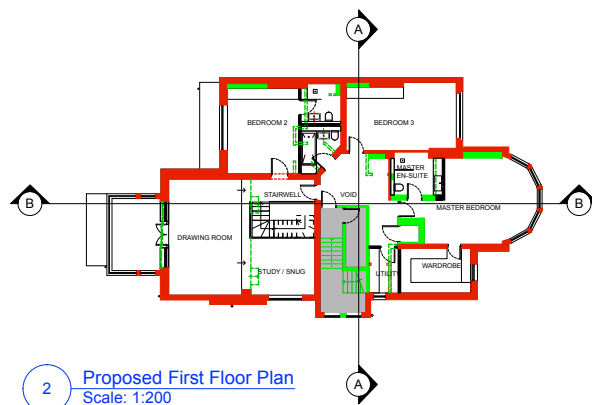 A
BEDROOM 2
BEDROOM 3
MASTER
EN-SUITE
STAIRWELL
VOID
B
B
MASTER BEDROOM
DRAWING ROOM
STUDY / SNUG
UTILITY
WARDROBE
A
2
Proposed First Floor Plan
Scale: 1:200